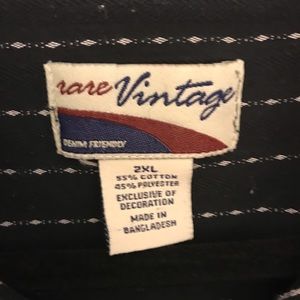 rare Vintage
DENIM FRIENDLY
2XL
55% COTTON
45% POLYESTER
EXCLUSIVE OF
DECORATION
MADE IN
BANGLADESH